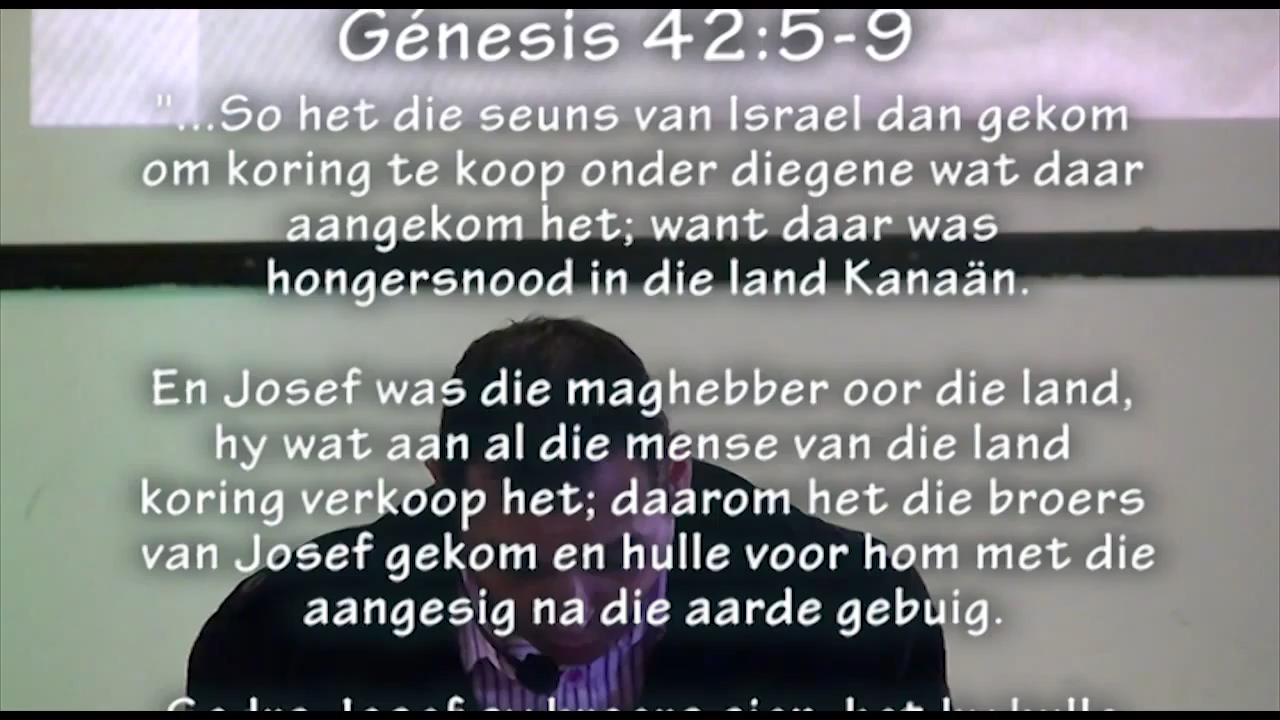 Génesis 42:5-9
"...So het die seuns van Israel dan gekom
om koring te koop onder diegene wat daar
aangekom het; want daar was
hongersnood in die land Kanaän.
En Josef was die maghebber oor die land,
hy wat aan al die mense van die land
koring verkoop het; daarom het die broers
van Josef gekom en hulle voor hom met die
aangesig na die aarde gebuig.